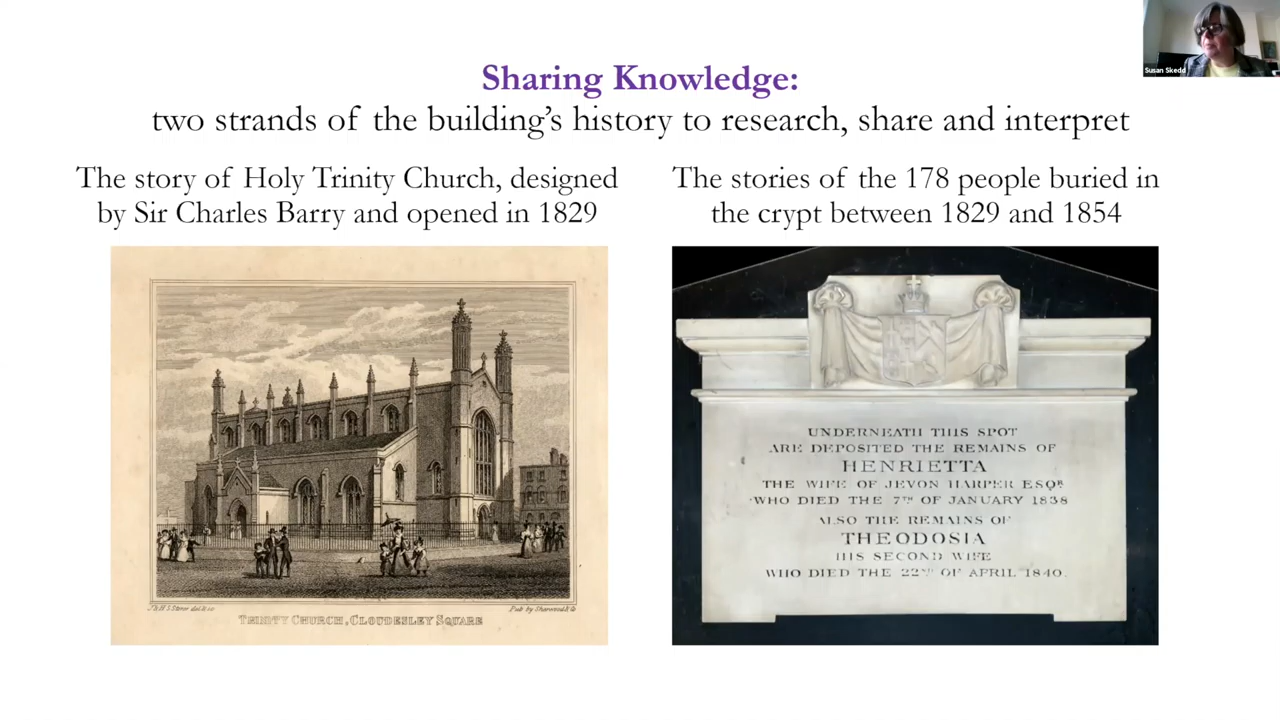 Sharing Knowledge:
two strands of the building's history to research, share and interpret
The story of Holy Trinity Church, designed
by Sir Charles Barry and opened in 1829
The stories of the 178 people buried in
the crypt between 1829 and 1854
TRINITY CHURCH, CLOUDESLEY SQUARE
UNDERNEATH THIS SPOT
ARE DEPOSITED THE REMAINS OF
HENRIETTA
THE WIFE OF JEVON HARPER ESQR
WHO DIED THE 7TH OF JANUARY 1838
ALSO THE REMAINS OF
THEODOSIA
HIS SECOND WIFE
WHO DIED THE 22ND OF APRIL 1840.
Susan Skedd